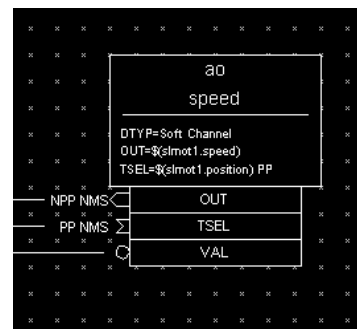 ao
speed
DTYP=Soft Channel
OUT=$(slmot1.speed)
TSEL=$(slmot1.position) PP
NPP NMS OUT
PP NMS TSEL
VAL